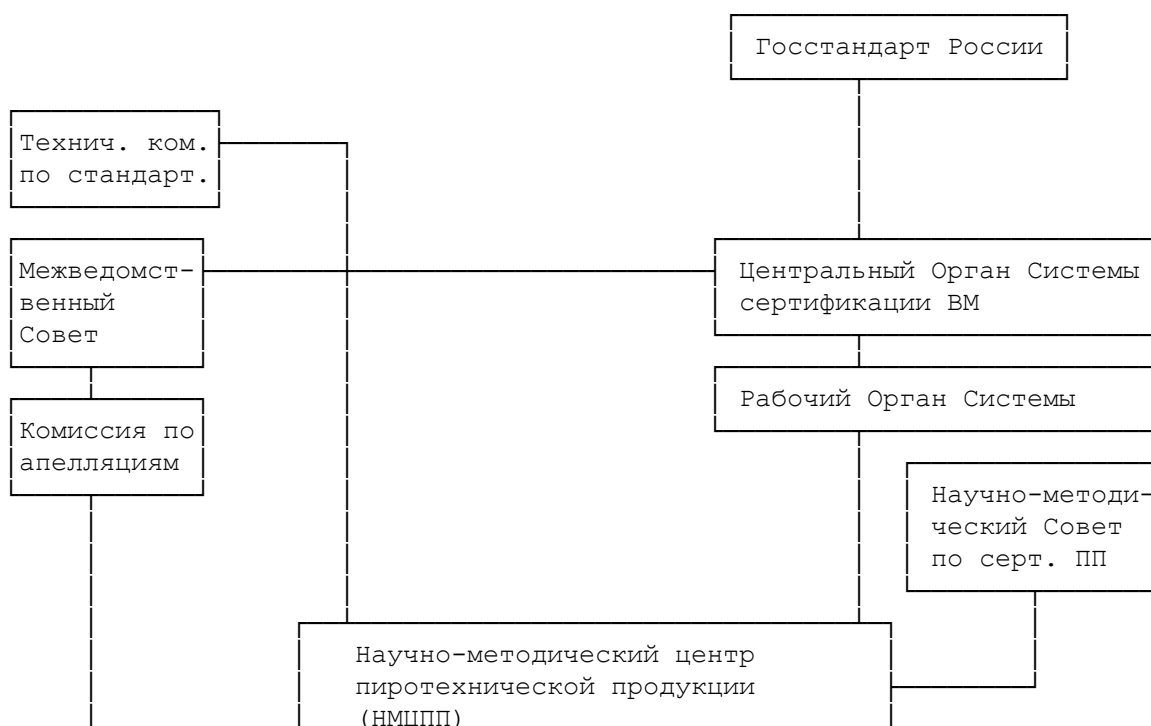 Госстандарт России
Технич. ком.
по стандарт.
Межведомст-
венный
Совет
Центральный Орган Системы
сертификации ВМ
Рабочий Орган Системы
Комиссия по
апелляциям
Научно-методи-
ческий Совет
по серт. ПП
Научно-методический центр
пиротехнической продукции
(НМЦПП)